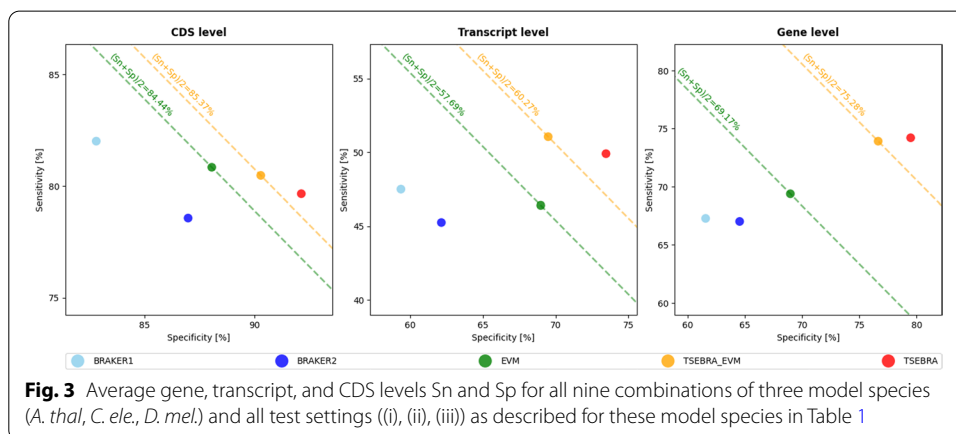 CDS level
Transcript level
Gene level
(Sn+Sp)/2=84.44%
(Sn+Sp)/2=85.37%
(Sn+Sp)/2=57.69%
(Sn+Sp)/2=60.27%
(Sn+Sp)/2=69.17%
(Sn+Sp)/2=75.28%
Sensitivity [%]
85
80
75
85
90
Specificity [%]
Sensitivity [%]
55
50
45
40
60
65
70
75
Specificity [%]
Sensitivity [%]
80
75
70
65
60
60
65
70
75
80
Specificity [%]
BRAKER1 BRAKER2 EVM TSEBRA_EVM TSEBRA
Fig. 3 Average gene, transcript, and CDS levels Sn and Sp for all nine combinations of three model species
(A. thal, C. ele., D. mel.) and all test settings ((i), (ii), (iii)) as described for these model species in Table 1